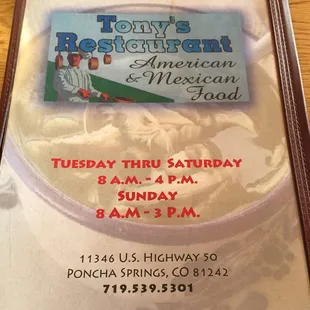 Tony's
Restaurant
American
& Mexican
Food
Tuesday thru Saturday
8 A.M. - 4 P.M.
Sunday
8 A.M - 3 P.M.
11346 U.S. Highway 50
Poncha Springs, CO 81242
719.539.5301